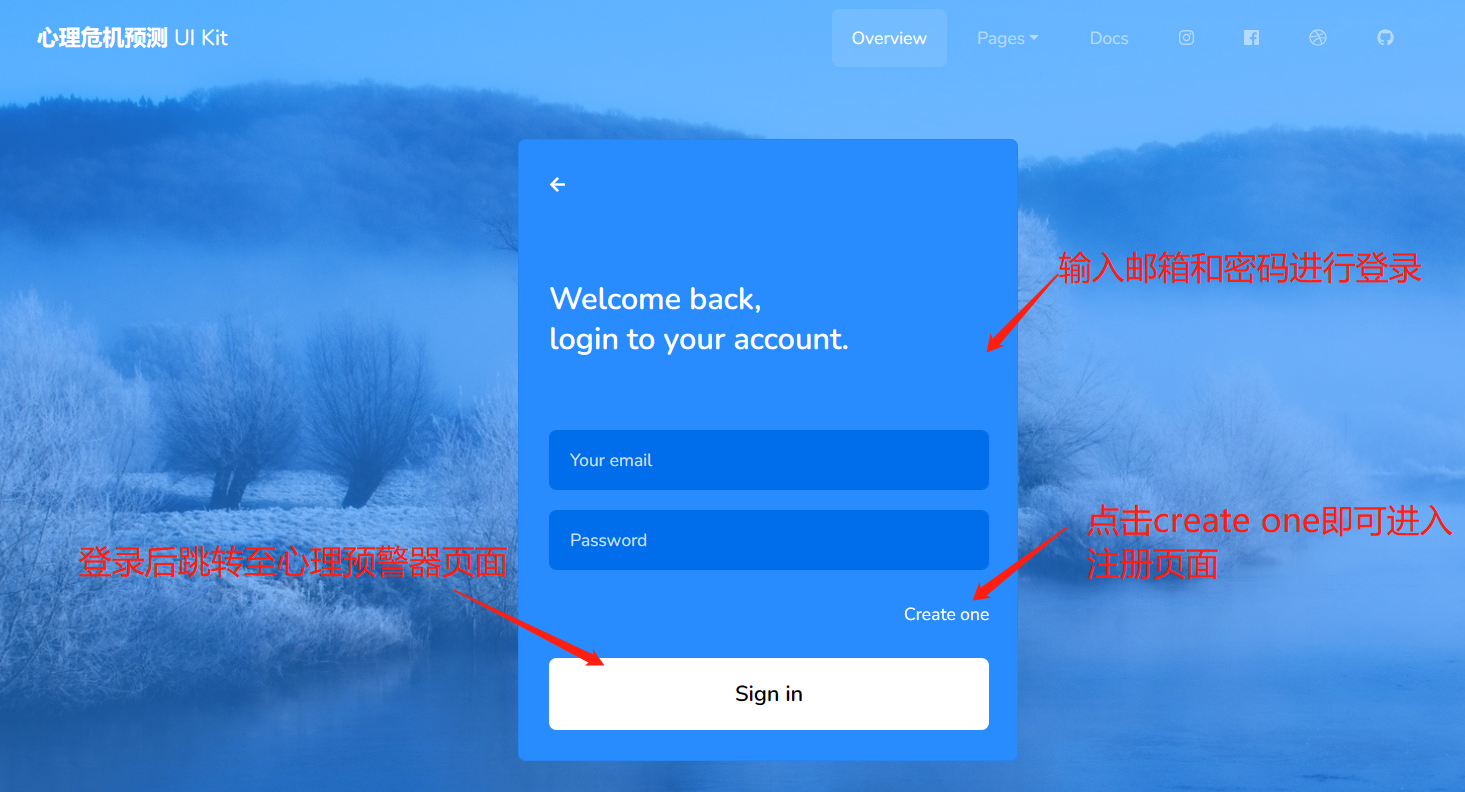 心理危机预测 UI Kit
Overview
Pages
Docs
输入邮箱和密码进行登录
Welcome back,
login to your account.
Your email
点击create one即可进入
注册页面
Password
登录后跳转至心理预警器页面
Create one
Sign in